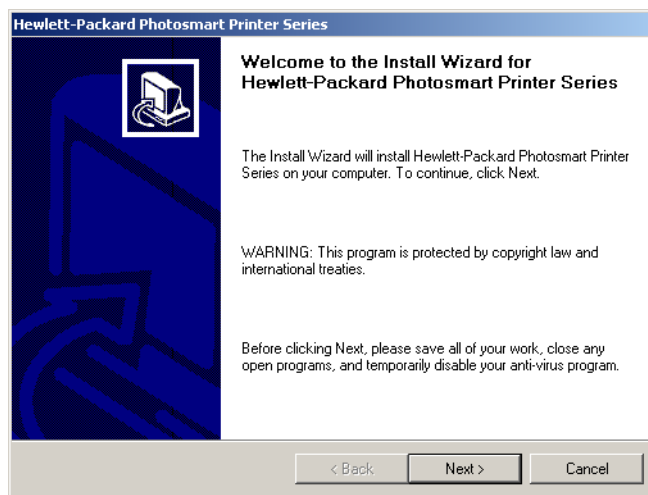 Hewlett-Packard Photosmart Printer Series
Welcome to the Install Wizard for
Hewlett-Packard Photosmart Printer Series
The Install Wizard will install Hewlett-Packard Photosmart Printer
Series on your computer. To continue, click Next.
WARNING: This program is protected by copyright law and
international treaties.
Before clicking Next, please save all of your work, close any
open programs, and temporarily disable your anti-virus program.
< Back Next > Cancel